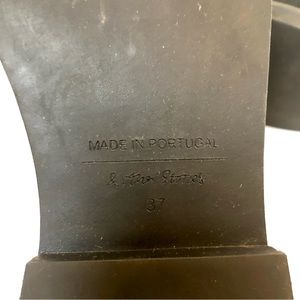 MADE IN PORTUGAL
& other Stories
37